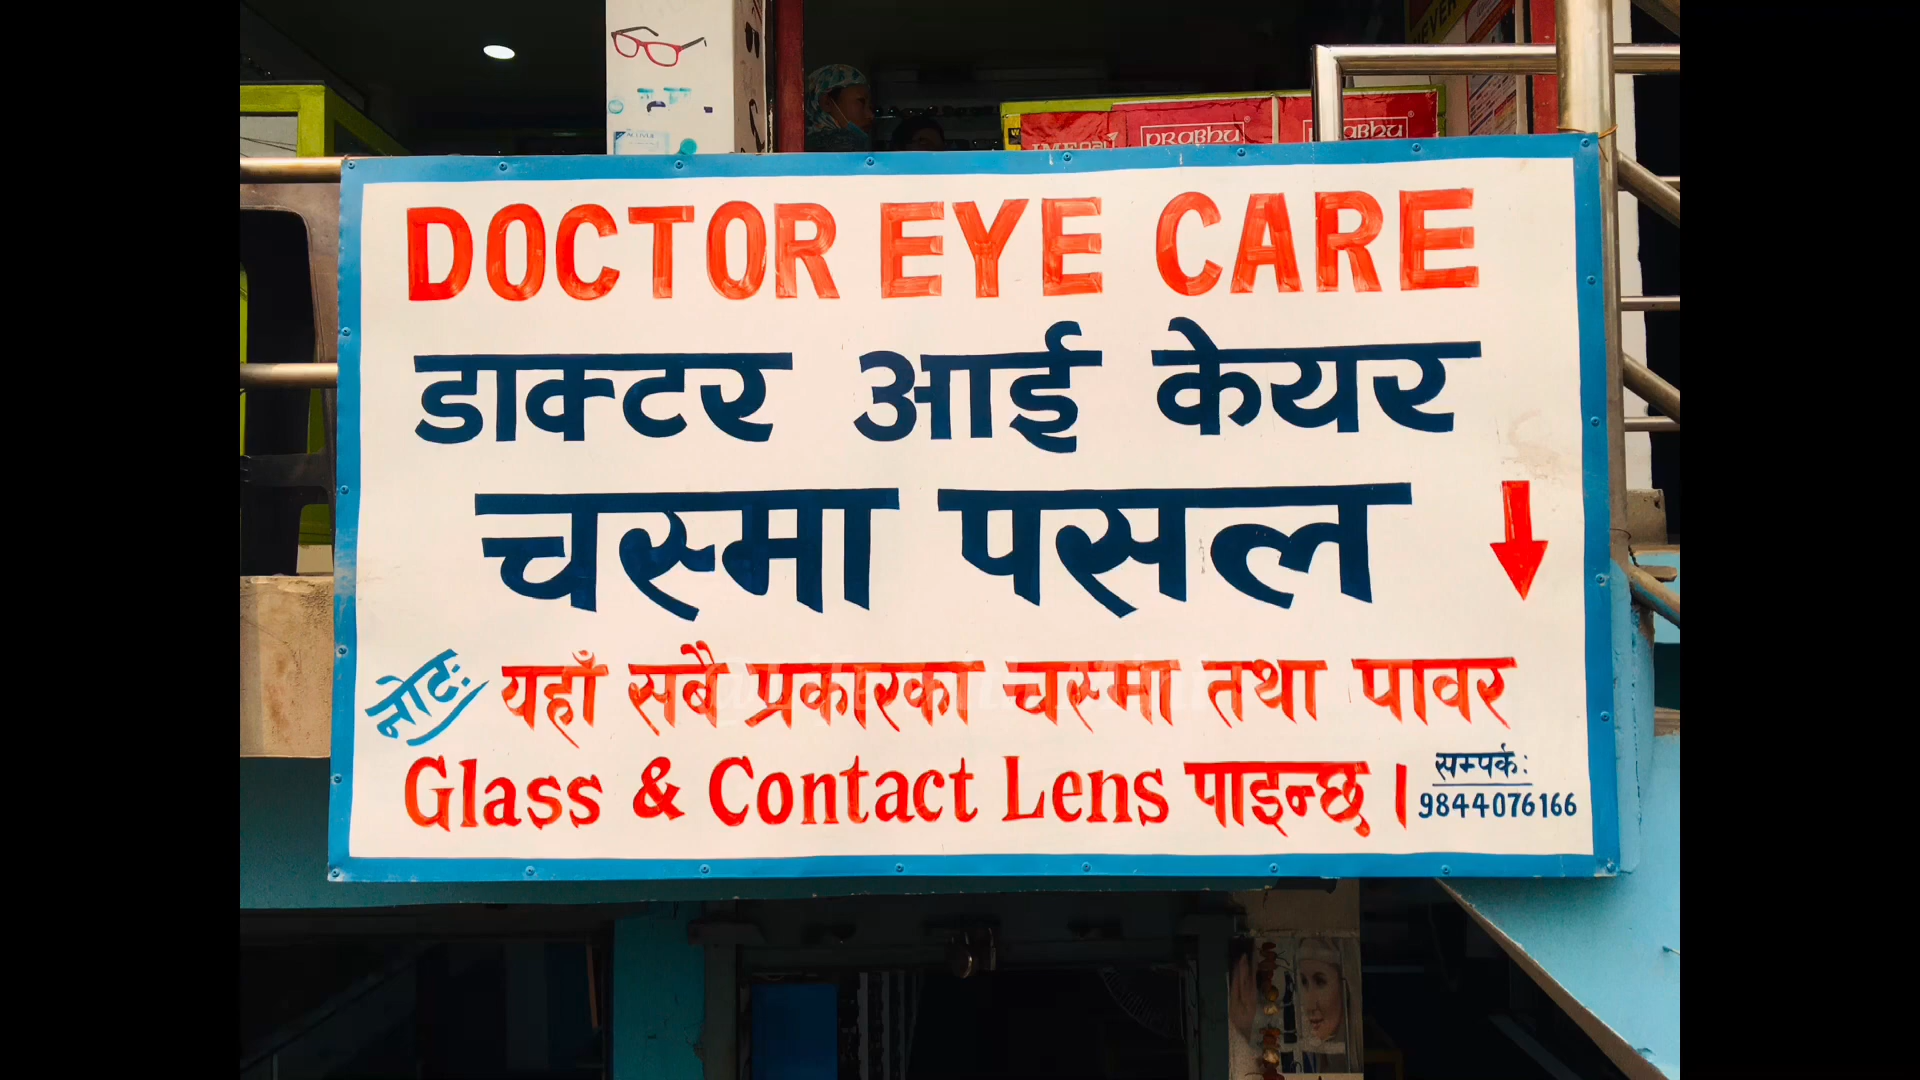 PRABHU
DOCTOR EYE CARE
डाक्टर आई केयर
चस्मा पसल
नोटः यहाँ सबै प्रकारका चस्मा तथा पावर
Glass & Contact Lens पाइन्छ ।
सम्पर्कः
9844076166